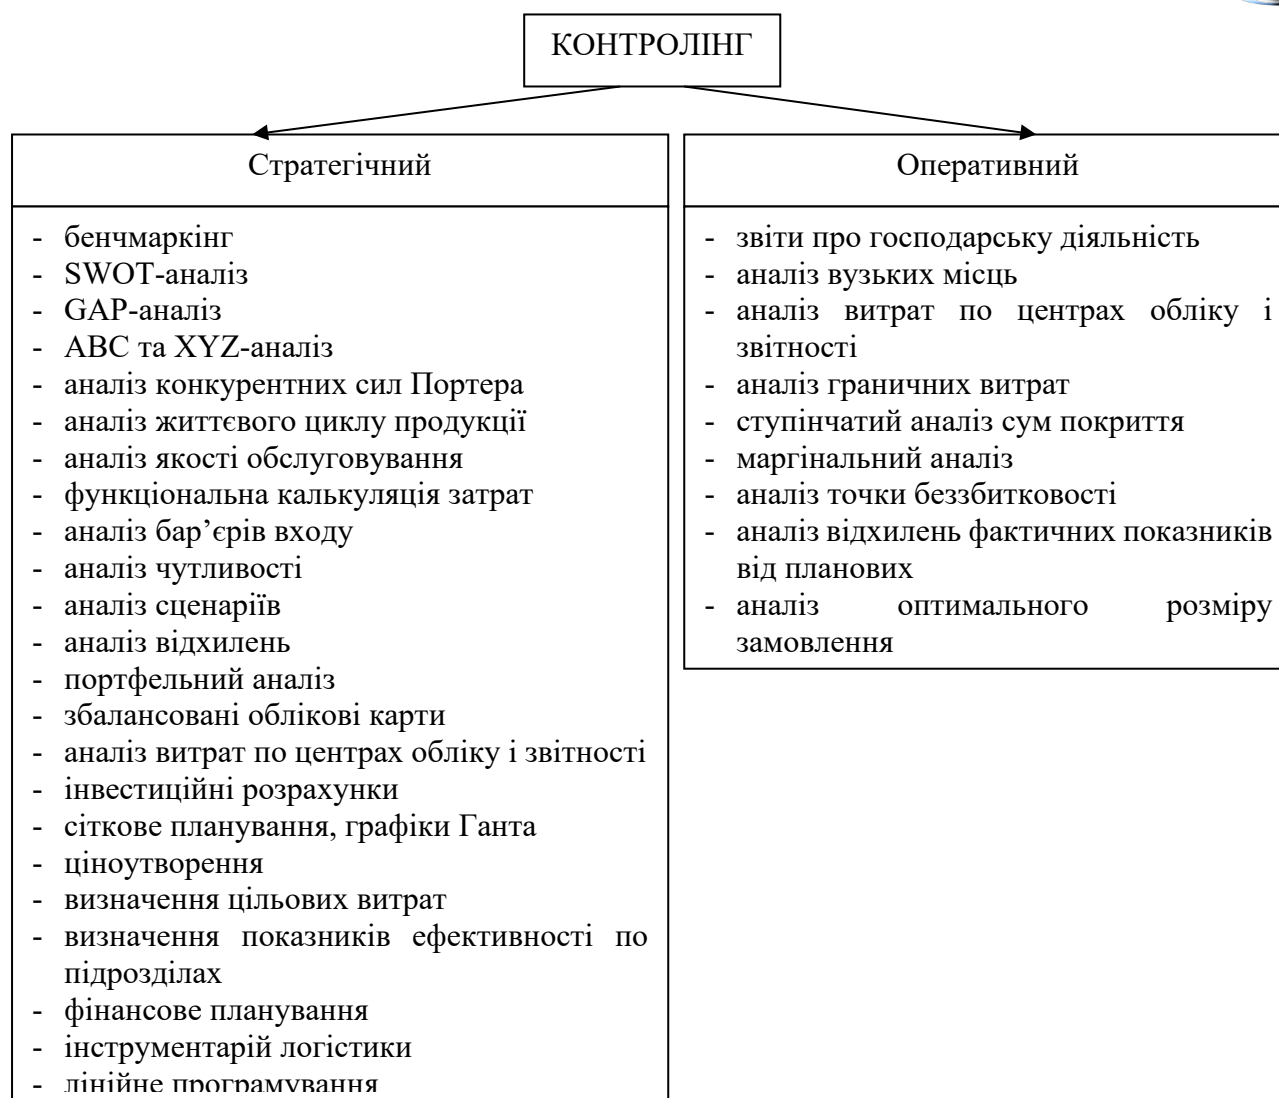 КОНТРОЛІНГ
Стратегічний
- бенчмаркінг
- SWOT-аналіз
- GAP-аналіз
- ABC та XYZ-аналіз
- аналіз конкурентних сил Портера
- аналіз життєвого циклу продукції
- аналіз якості обслуговування
- функціональна калькуляція затрат
- аналіз бар’єрів входу
- аналіз чутливості
- аналіз сценаріїв
- аналіз відхилень
- портфельний аналіз
- збалансовані облікові карти
- аналіз витрат по центрах обліку і звітності
- інвестиційні розрахунки
- сіткове планування, графіки Ганта
- ціноутворення
- визначення цільових витрат
- визначення показників ефективності по
підрозділах
- фінансове планування
- інструментарій логістики
- лінійне програмування
Оперативний
- звіти про господарську діяльність
- аналіз вузьких місць
- аналіз витрат по центрах обліку і
звітності
- аналіз граничних витрат
- ступінчатий аналіз сум покриття
- маргінальний аналіз
- аналіз точки беззбитковості
- аналіз відхилень фактичних показників
від планових
- аналіз оптимального розміру
замовлення